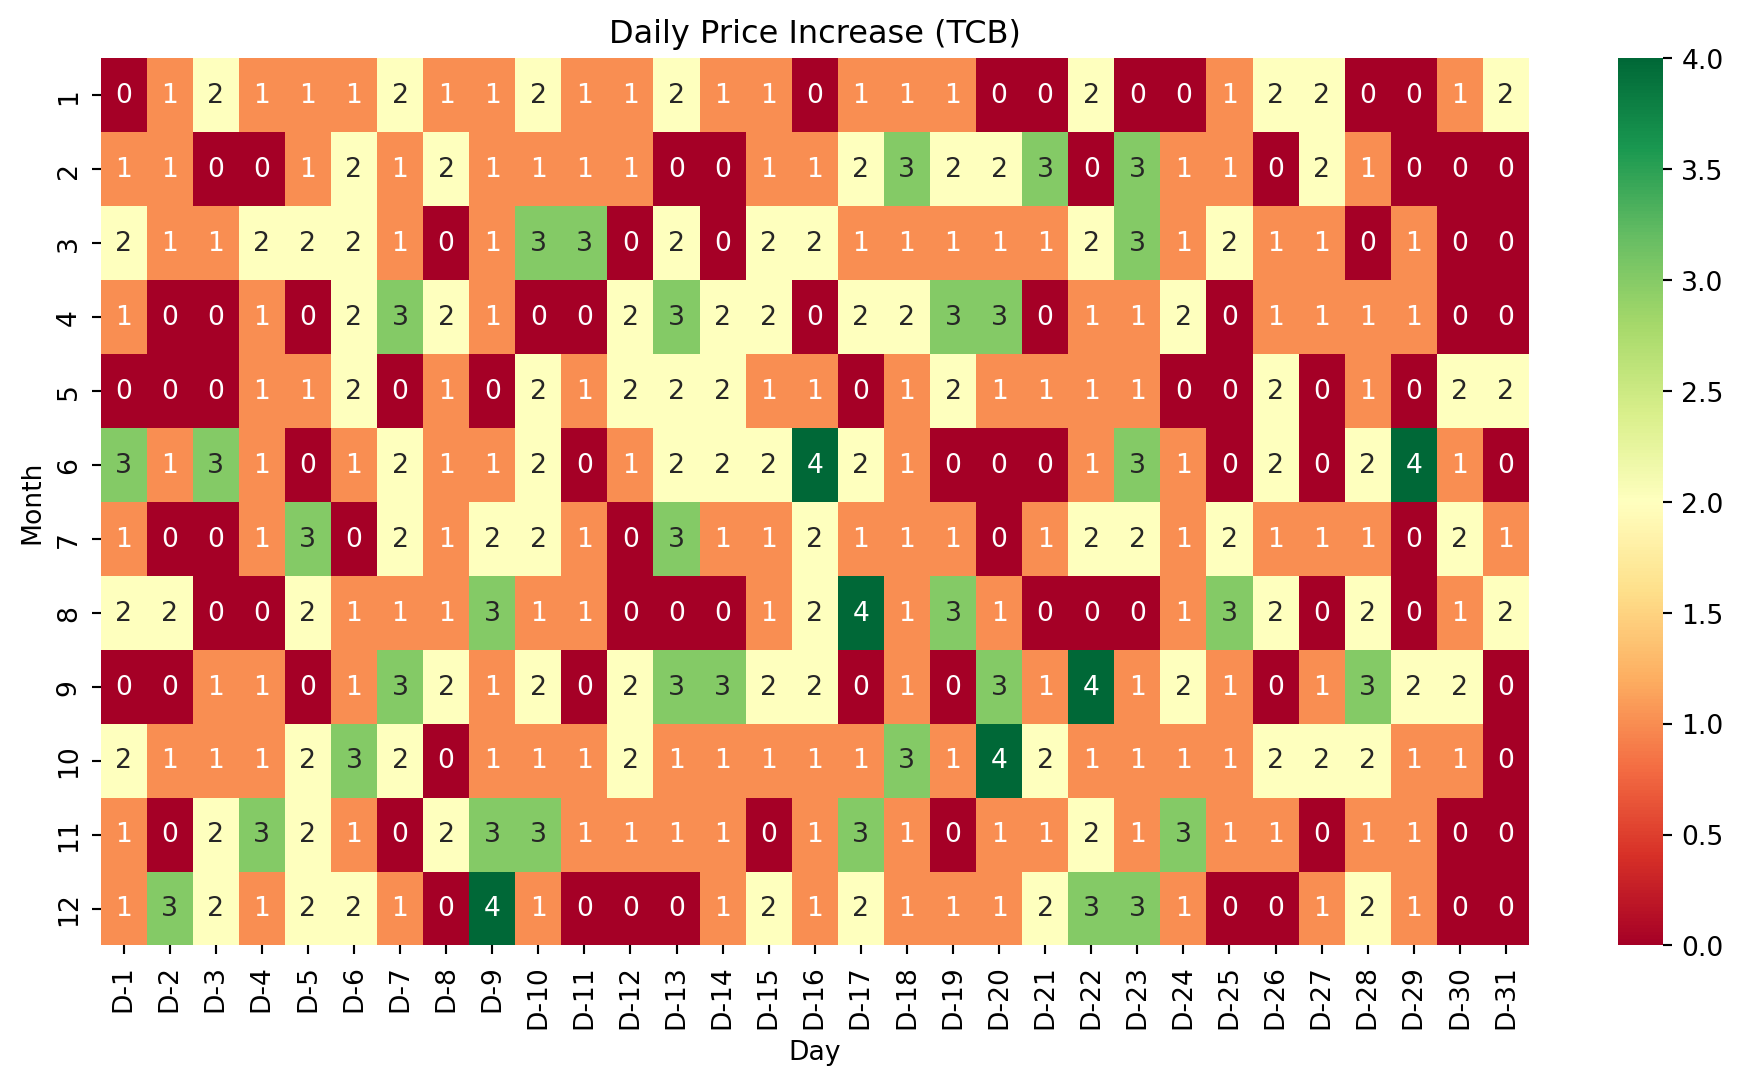 Daily Price Increase (TCB)
1 0 1 2 1 1 1 2 1 1 2 1 1 2 1 1 0 1 1 1 0 0 2 0 0 1 2 2 0 0 1 2
2 1 1 0 0 1 2 1 2 1 1 1 1 0 0 1 1 2 3 2 2 3 0 3 1 1 0 2 1 0 0 0
3 2 1 1 2 2 2 1 0 1 3 3 0 2 0 2 2 1 1 1 1 1 2 3 1 2 1 1 0 1 0 0
4 1 0 0 1 0 2 3 2 1 0 0 2 3 2 2 0 2 2 3 3 0 1 1 2 0 1 1 1 1 0 0
5 0 0 0 1 1 2 0 1 0 2 1 2 2 2 1 1 0 1 2 1 1 1 1 0 0 2 0 1 0 2 2
6 3 1 3 1 0 1 2 1 1 2 0 1 2 2 2 4 2 1 0 0 0 1 3 1 0 2 0 2 4 1 0
7 1 0 0 1 3 0 2 1 2 2 1 0 3 1 1 2 1 1 1 0 1 2 2 1 2 1 1 1 0 2 1
8 2 2 0 0 2 1 1 1 3 1 1 0 0 0 1 2 4 1 3 1 0 0 0 1 3 2 0 2 0 1 2
9 0 0 1 1 0 1 3 2 1 2 0 2 3 3 2 2 0 1 0 3 1 4 1 2 1 0 1 3 2 2 0
10 2 1 1 1 2 3 2 0 1 1 1 2 1 1 1 1 1 3 1 4 2 1 1 1 1 2 2 2 1 1 0
11 1 0 2 3 2 1 0 2 3 3 1 1 1 1 0 1 3 1 0 1 1 2 1 3 1 1 0 1 1 0 0
12 1 3 2 1 2 2 1 0 4 1 0 0 0 1 2 1 2 1 1 1 2 3 3 1 0 0 1 2 1 0 0
Month
D-1 D-2 D-3 D-4 D-5 D-6 D-7 D-8 D-9 D-10 D-11 D-12 D-13 D-14 D-15 D-16 D-17 D-18 D-19 D-20 D-21 D-22 D-23 D-24 D-25 D-26 D-27 D-28 D-29 D-30 D-31
Day
4.0
3.5
3.0
2.5
2.0
1.5
1.0
0.5
0.0